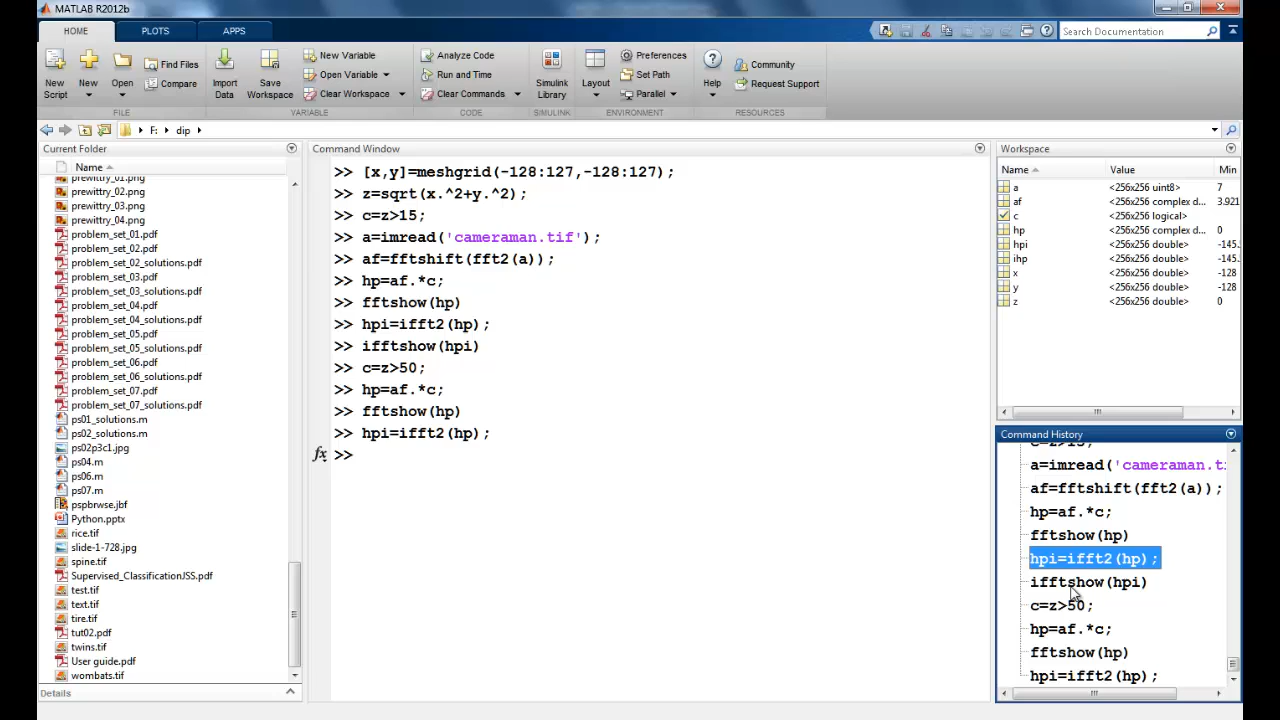 MATLAB R2012b
HOME PLOTS APPS Search Documentation
New Script
New
Open
Find Files
Compare
Import Data
Save Workspace
New Variable
Open Variable
Clear Workspace
Analyze Code
Run and Time
Clear Commands
Simulink Library
Layout
Preferences
Set Path
Parallel
Help
Community
Request Support
FILE VARIABLE CODE SIMULINK ENVIRONMENT RESOURCES
F: dip
Current Folder
Name
prewittry_01.png
prewittry_02.png
prewittry_03.png
prewittry_04.png
problem_set_01.pdf
problem_set_02.pdf
problem_set_02_solutions.pdf
problem_set_03.pdf
problem_set_03_solutions.pdf
problem_set_04.pdf
problem_set_04_solutions.pdf
problem_set_05.pdf
problem_set_05_solutions.pdf
problem_set_06.pdf
problem_set_06_solutions.pdf
problem_set_07.pdf
problem_set_07_solutions.pdf
ps01_solutions.m
ps02_solutions.m
ps02p3c1.jpg
ps04.m
ps06.m
ps07.m
pspbrwse.jbf
Python.pptx
rice.tif
slide-1-728.jpg
spine.tif
Supervised_ClassificationJSS.pdf
test.tif
text.tif
tire.tif
tut02.pdf
twins.tif
User guide.pdf
wombats.tif
Details
Command Window
>> [x,y]=meshgrid(-128:127,-128:127);
>> z=sqrt(x.^2+y.^2);
>> c=z>15;
>> a=imread('cameraman.tif');
>> af=fftshift(fft2(a));
>> hp=af.*c;
>> fftshow(hp)
>> hpi=ifft2(hp);
>> ifftshow(hpi)
>> c=z>50;
>> hp=af.*c;
>> fftshow(hp)
>> hpi=ifft2(hp);
fx >>
Workspace
Name Value Min
a <256x256 uint8> 7
af <256x256 complex d... 3.921
c <256x256 logical>
hp <256x256 complex d... 0
hpi <256x256 double> -145.
ihp <256x256 double> -145.
x <256x256 double> -128
y <256x256 double> -128
z <256x256 double> 0
Command History
c=z>15;
a=imread('cameraman.ti
af=fftshift(fft2(a));
hp=af.*c;
fftshow(hp)
hpi=ifft2(hp);
ifftshow(hpi)
c=z>50;
hp=af.*c;
fftshow(hp)
hpi=ifft2(hp);